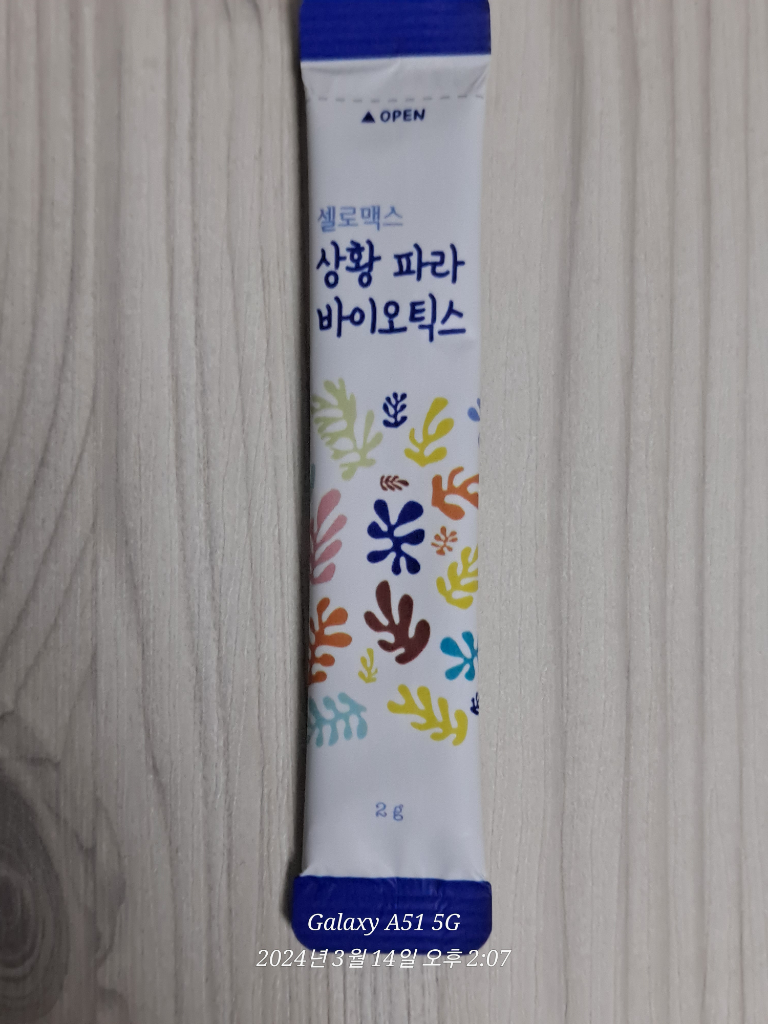 ▲ OPEN
셀로맥스
상황 파라
바이오틱스
2 g
Galaxy A51 5G
2024년 3월 14일 오후 2:07